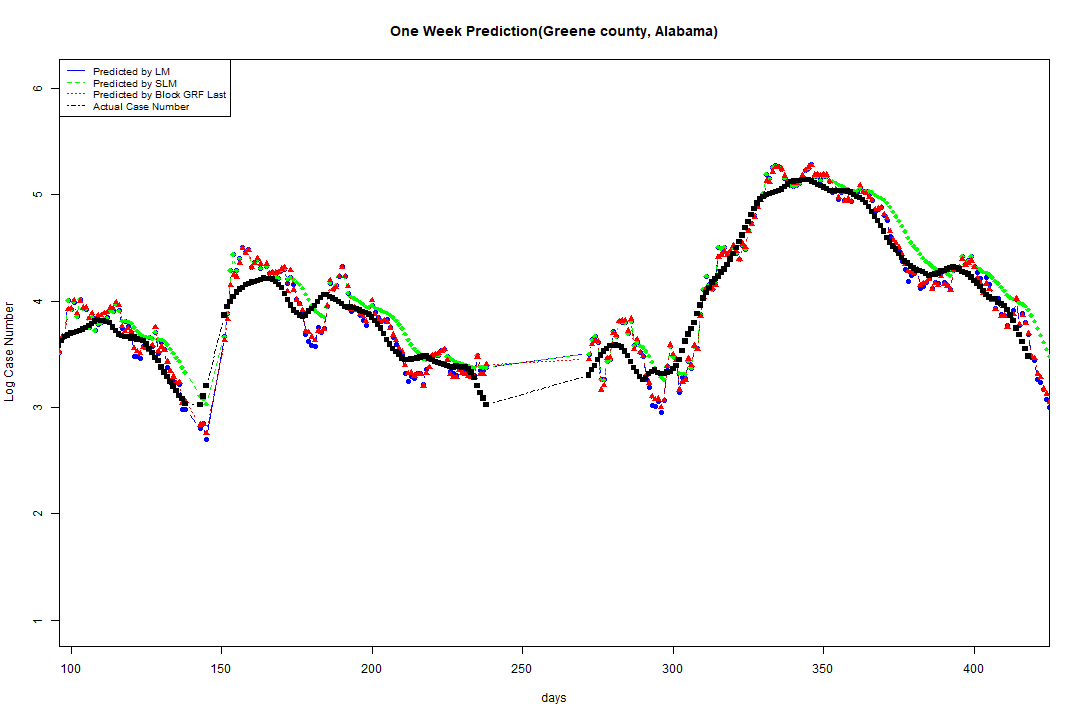 One Week Prediction(Greene county, Alabama)
Predicted by LM
Predicted by SLM
Predicted by Block GRF Last
Actual Case Number
Log Case Number
6
5
4
3
2
1
100 150 200 250 300 350 400
days